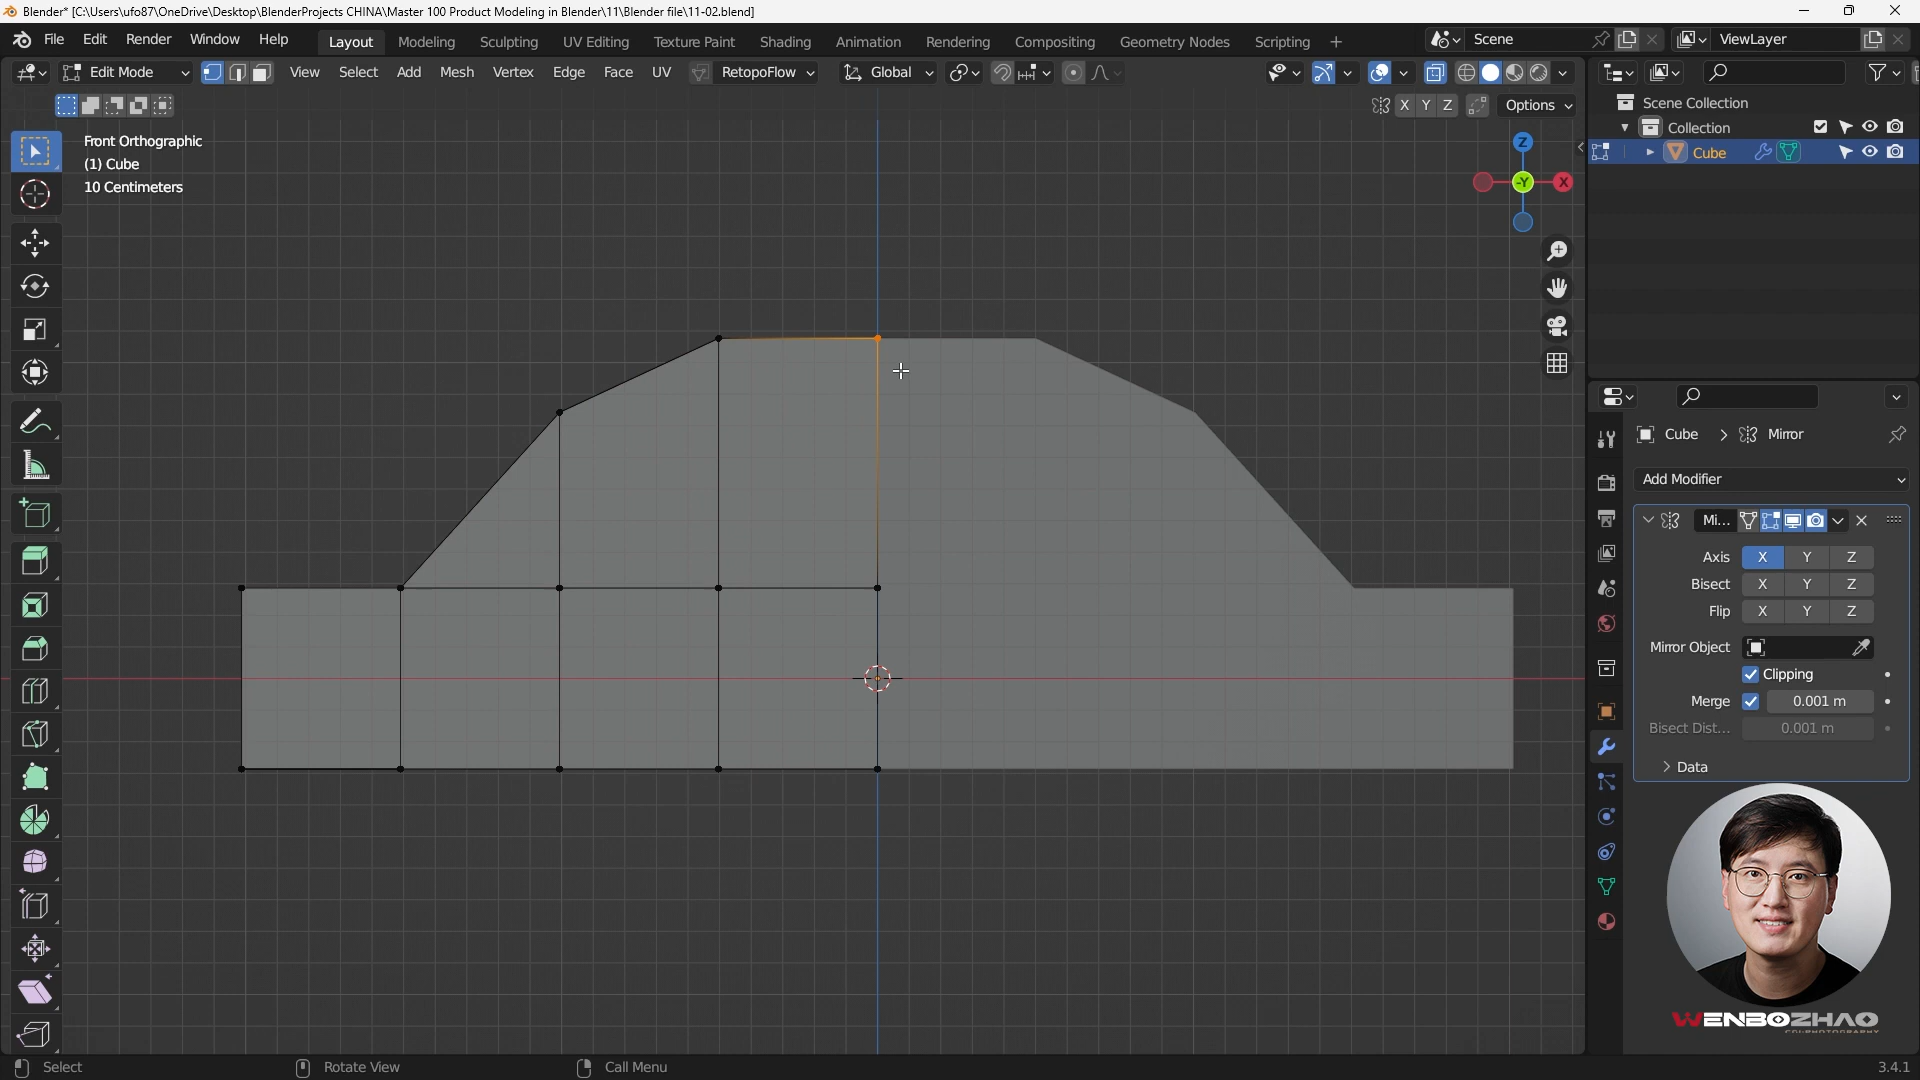 Blender* [C:\Users\ufo87\OneDrive\Desktop\BlenderProjects CHINA\Master 100 Product Modeling in Blender\11\Blender file\11-02.blend]
File Edit Render Window Help Layout Modeling Sculpting UV Editing Texture Paint Shading Animation Rendering Compositing Geometry Nodes Scripting + Scene ViewLayer
Edit Mode View Select Add Mesh Vertex Edge Face UV RetopoFlow Global
X Y Z Options
Scene Collection
Collection
Cube
Front Orthographic
(1) Cube
10 Centimeters
Z
-Y X
Cube > Mirror
Add Modifier
Mi...
Axis X Y Z
Bisect X Y Z
Flip X Y Z
Mirror Object
Clipping
Merge 0.001 m
Bisect Dist... 0.001 m
Data
WENBOZHAO
Select Rotate View Call Menu 3.4.1